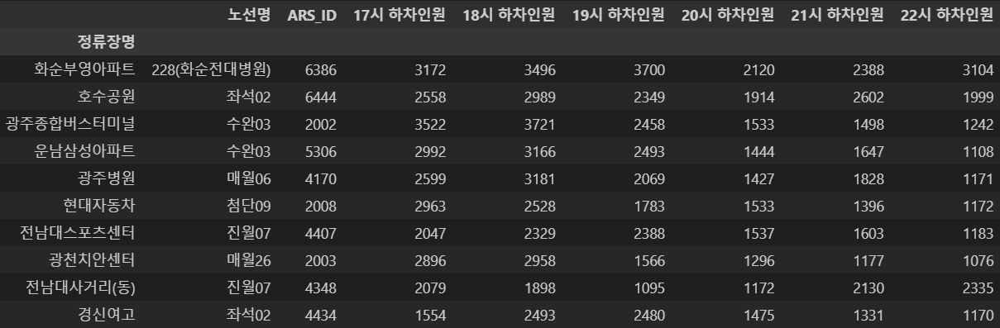 노선명 ARS_ID 17시 하차인원 18시 하차인원 19시 하차인원 20시 하차인원 21시 하차인원 22시 하차인원
정류장명
화순부영아파트 228(화순전대병원) 6386 3172 3496 3700 2120 2388 3104
호수공원 좌석02 6444 2558 2989 2349 1914 2602 1999
광주종합버스터미널 수완03 2002 3522 3721 2458 1533 1498 1242
운남삼성아파트 수완03 5306 2992 3166 2493 1444 1647 1108
광주병원 매월06 4170 2599 3181 2069 1427 1828 1171
현대자동차 첨단09 2008 2963 2528 1783 1533 1396 1172
전남대스포츠센터 진월07 4407 2047 2329 2388 1537 1603 1183
광천치안센터 매월26 2003 2896 2958 1566 1296 1177 1076
전남대사거리(동) 진월07 4348 2079 1898 1095 1172 2130 2335
경신여고 좌석02 4434 1554 2493 2480 1475 1331 1170